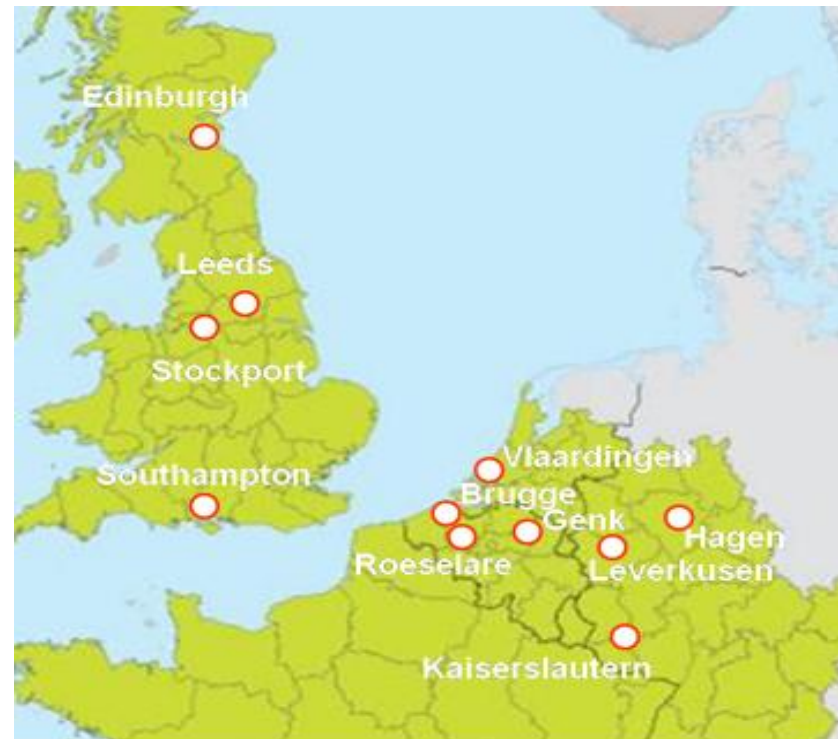 Edinburgh
Leeds
Stockport
Southampton
Vlaardingen
Brugge
Genk
Roeselare
Hagen
Leverkusen
Kaiserslautern